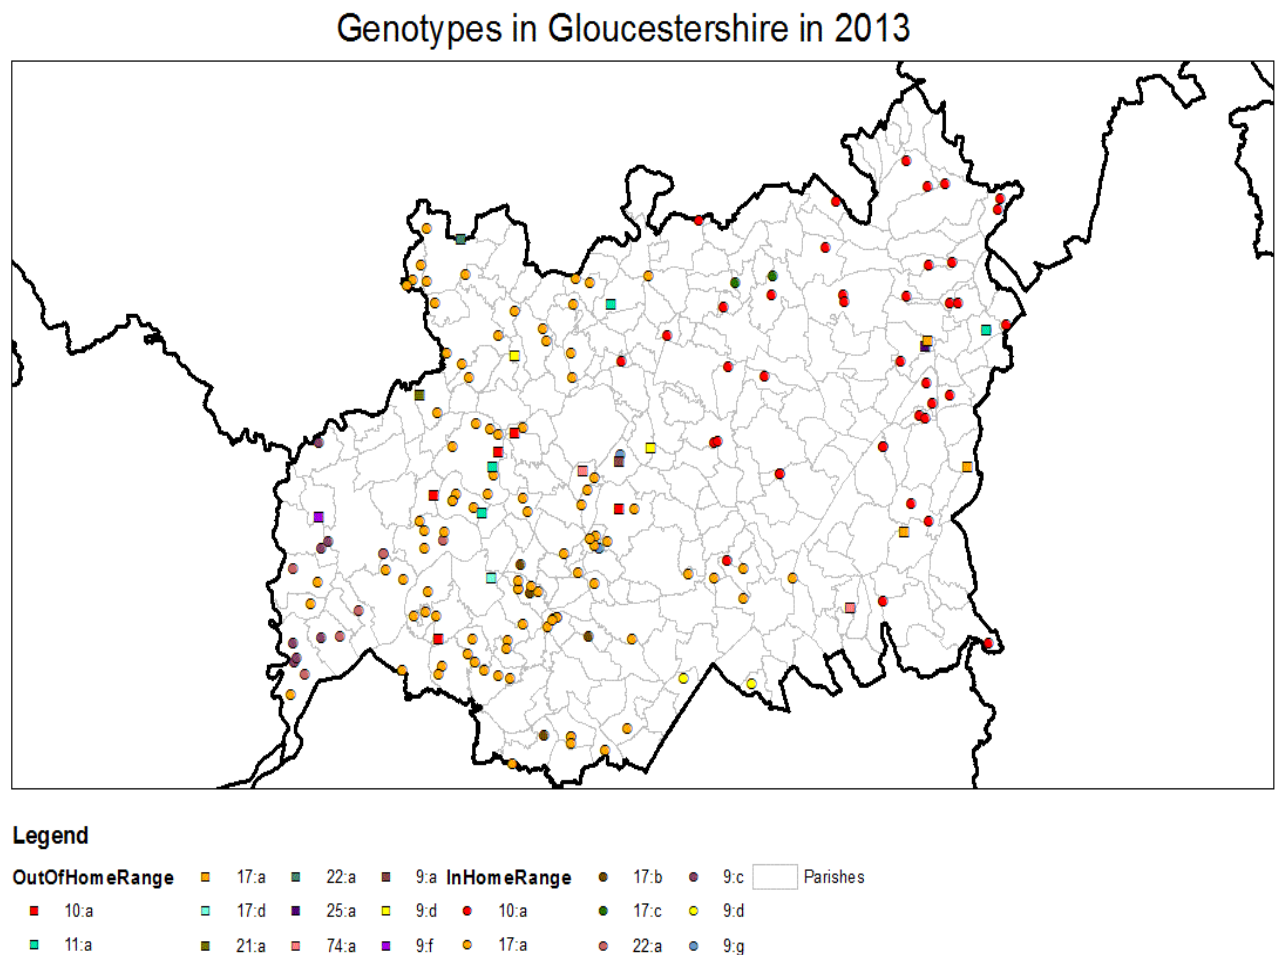 Genotypes in Gloucestershire in 2013
Legend
OutOfHomeRange 17:a 22:a 9:a InHomeRange 17:b 9:c Parishes
10:a 17:d 25:a 9:d 10:a 17:c 9:d
11:a 21:a 74:a 9:f 17:a 22:a 9:g